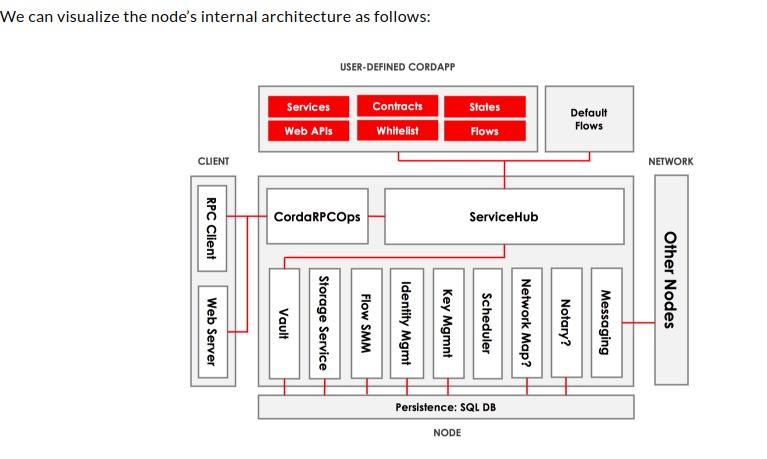 We can visualize the node's internal architecture as follows:
USER-DEFINED CORDAPP
Services
Contracts
States
Web APIs
Whitelist
Flows
Default
Flows
CLIENT
NETWORK
RPC Client
Web Server
CordaRPCOps
ServiceHub
Vault
Storage Service
Flow SMM
Identity Mgmt
Key Mgmnt
Scheduler
Network Map?
Notary?
Messaging
Other Nodes
Persistence: SQL DB
NODE